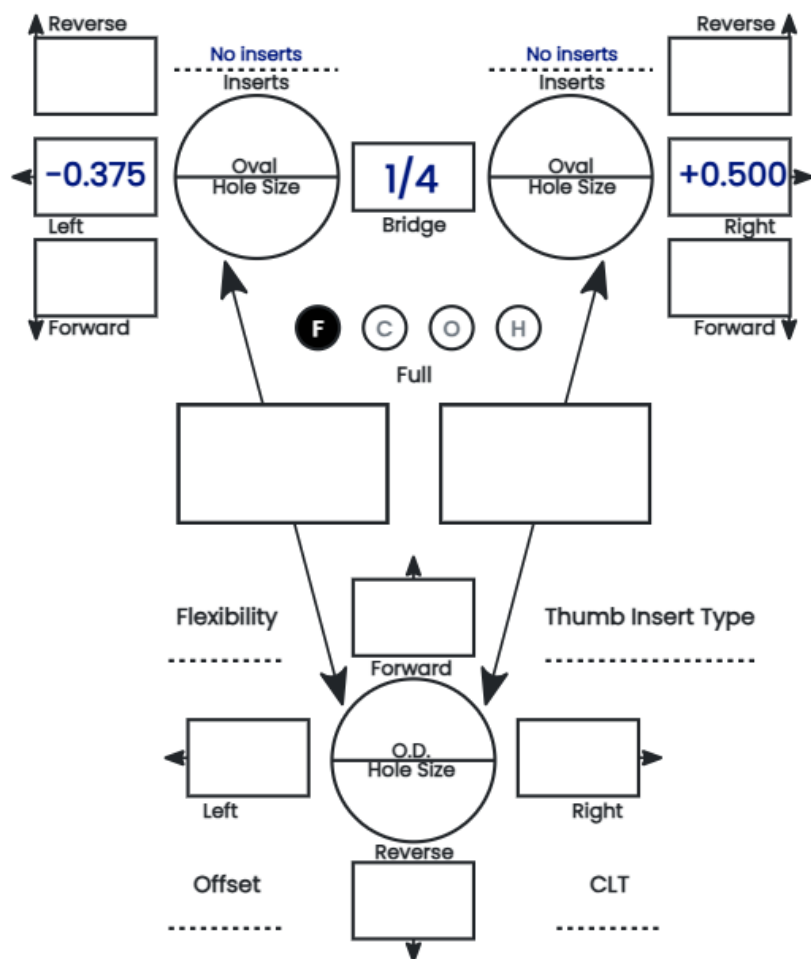 Reverse
No inserts
Inserts
No inserts
Inserts
Reverse
-0.375
Left
Oval
Hole Size
1/4
Bridge
Oval
Hole Size
+0.500
Right
Forward
Forward
F C O H
Full
Flexibility
Thumb Insert Type
Forward
O.D.
Hole Size
Left
Right
Reverse
Offset
CLT